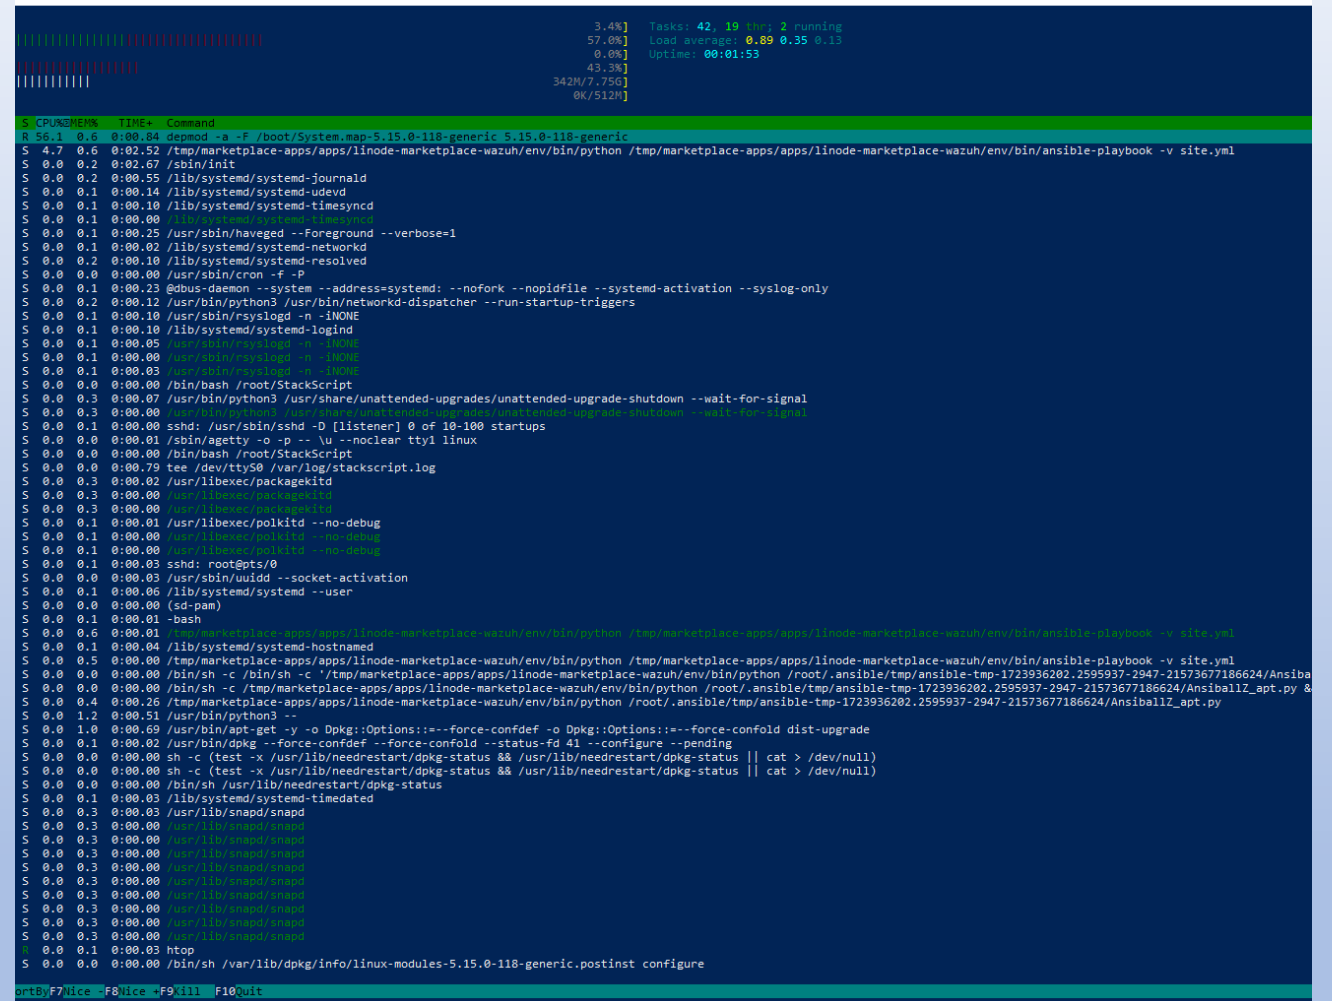 3.4%] Tasks: 42, 19 thr; 2 running
57.0%] Load average: 0.89 0.35 0.13
0.0%] Uptime: 00:01:53
43.3%]
342M/7.75G]
0K/512M]
S CPU% MEM% TIME+ Command
R 56.1 0.6 0:00.84 depmod -a -F /boot/System.map-5.15.0-118-generic 5.15.0-118-generic
S 4.7 0.6 0:02.52 /tmp/marketplace-apps/apps/linode-marketplace-wazuh/env/bin/python /tmp/marketplace-apps/apps/linode-marketplace-wazuh/env/bin/ansible-playbook -v site.yml
S 0.0 0.2 0:02.67 /sbin/init
S 0.0 0.2 0:00.55 /lib/systemd/systemd-journald
S 0.0 0.1 0:00.14 /lib/systemd/systemd-udevd
S 0.0 0.1 0:00.10 /lib/systemd/systemd-timesyncd
S 0.0 0.1 0:00.00 /lib/systemd/systemd-timesyncd
S 0.0 0.1 0:00.25 /usr/sbin/haveged --Foreground --verbose=1
S 0.0 0.1 0:00.02 /lib/systemd/systemd-networkd
S 0.0 0.2 0:00.10 /lib/systemd/systemd-resolved
S 0.0 0.0 0:00.00 /usr/sbin/cron -f -P
S 0.0 0.1 0:00.23 @dbus-daemon --system --address=systemd: --nofork --nopidfile --systemd-activation --syslog-only
S 0.0 0.2 0:00.12 /usr/bin/python3 /usr/bin/networkd-dispatcher --run-startup-triggers
S 0.0 0.1 0:00.10 /usr/sbin/rsyslogd -n -iNONE
S 0.0 0.1 0:00.10 /lib/systemd/systemd-logind
S 0.0 0.1 0:00.05 /usr/sbin/rsyslogd -n -iNONE
S 0.0 0.1 0:00.00 /usr/sbin/rsyslogd -n -iNONE
S 0.0 0.1 0:00.03 /usr/sbin/rsyslogd -n -iNONE
S 0.0 0.0 0:00.00 /bin/bash /root/StackScript
S 0.0 0.3 0:00.07 /usr/bin/python3 /usr/share/unattended-upgrades/unattended-upgrade-shutdown --wait-for-signal
S 0.0 0.3 0:00.00 /usr/bin/python3 /usr/share/unattended-upgrades/unattended-upgrade-shutdown --wait-for-signal
S 0.0 0.1 0:00.00 sshd: /usr/sbin/sshd -D [listener] 0 of 10-100 startups
S 0.0 0.0 0:00.01 /sbin/agetty -o -p -- \u --noclear tty1 linux
S 0.0 0.0 0:00.00 /bin/bash /root/StackScript
S 0.0 0.0 0:00.79 tee /dev/ttyS0 /var/log/stackscript.log
S 0.0 0.3 0:00.02 /usr/libexec/packagekitd
S 0.0 0.3 0:00.00 /usr/libexec/packagekitd
S 0.0 0.3 0:00.00 /usr/libexec/packagekitd
S 0.0 0.1 0:00.01 /usr/libexec/polkitd --no-debug
S 0.0 0.1 0:00.00 /usr/libexec/polkitd --no-debug
S 0.0 0.1 0:00.00 /usr/libexec/polkitd --no-debug
S 0.0 0.1 0:00.03 sshd: root@pts/0
S 0.0 0.0 0:00.03 /usr/sbin/uuidd --socket-activation
S 0.0 0.1 0:00.06 /lib/systemd/systemd --user
S 0.0 0.0 0:00.00 (sd-pam)
S 0.0 0.1 0:00.01 -bash
S 0.0 0.6 0:00.01 /tmp/marketplace-apps/apps/linode-marketplace-wazuh/env/bin/python /tmp/marketplace-apps/apps/linode-marketplace-wazuh/env/bin/ansible-playbook -v site.yml
S 0.0 0.1 0:00.04 /lib/systemd/systemd-hostnamed
S 0.0 0.5 0:00.00 /tmp/marketplace-apps/apps/linode-marketplace-wazuh/env/bin/python /tmp/marketplace-apps/apps/linode-marketplace-wazuh/env/bin/ansible-playbook -v site.yml
S 0.0 0.0 0:00.00 /bin/sh -c /bin/sh -c '/tmp/marketplace-apps/apps/linode-marketplace-wazuh/env/bin/python /root/.ansible/tmp/ansible-tmp-1723936202.2595937-2947-21573677186624/Ansiba
S 0.0 0.0 0:00.00 /bin/sh -c /tmp/marketplace-apps/apps/linode-marketplace-wazuh/env/bin/python /root/.ansible/tmp/ansible-tmp-1723936202.2595937-2947-21573677186624/AnsiballZ_apt.py &
S 0.0 0.4 0:00.26 /tmp/marketplace-apps/apps/linode-marketplace-wazuh/env/bin/python /root/.ansible/tmp/ansible-tmp-1723936202.2595937-2947-21573677186624/AnsiballZ_apt.py
S 0.0 1.2 0:00.51 /usr/bin/python3 --
S 0.0 1.0 0:00.69 /usr/bin/apt-get -y -o Dpkg::Options::=--force-confdef -o Dpkg::Options::=--force-confold dist-upgrade
S 0.0 0.1 0:00.02 /usr/bin/dpkg --force-confdef --force-confold --status-fd 41 --configure --pending
S 0.0 0.0 0:00.00 sh -c (test -x /usr/lib/needrestart/dpkg-status && /usr/lib/needrestart/dpkg-status || cat > /dev/null)
S 0.0 0.0 0:00.00 sh -c (test -x /usr/lib/needrestart/dpkg-status && /usr/lib/needrestart/dpkg-status || cat > /dev/null)
S 0.0 0.0 0:00.00 /bin/sh /usr/lib/needrestart/dpkg-status
S 0.0 0.1 0:00.03 /lib/systemd/systemd-timedated
S 0.0 0.3 0:00.03 /usr/lib/snapd/snapd
S 0.0 0.3 0:00.00 /usr/lib/snapd/snapd
S 0.0 0.3 0:00.00 /usr/lib/snapd/snapd
S 0.0 0.3 0:00.00 /usr/lib/snapd/snapd
S 0.0 0.3 0:00.00 /usr/lib/snapd/snapd
S 0.0 0.3 0:00.00 /usr/lib/snapd/snapd
S 0.0 0.3 0:00.00 /usr/lib/snapd/snapd
S 0.0 0.3 0:00.00 /usr/lib/snapd/snapd
S 0.0 0.3 0:00.00 /usr/lib/snapd/snapd
S 0.0 0.3 0:00.00 /usr/lib/snapd/snapd
R 0.0 0.1 0:00.03 htop
S 0.0 0.0 0:00.00 /bin/sh /var/lib/dpkg/info/linux-modules-5.15.0-118-generic.postinst configure
ortByF7Nice -F8Nice +F9Kill F10Quit